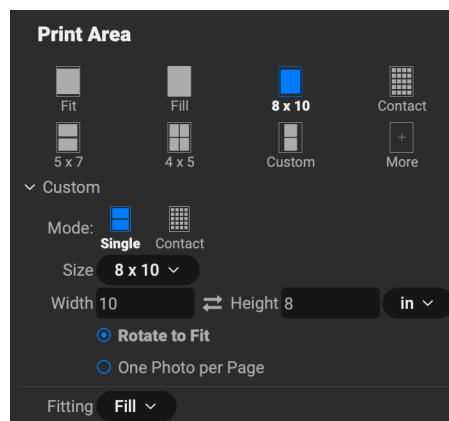 Print Area
Fit Fill 8 x 10 Contact
5 x 7 4 x 5 Custom More
Custom
Mode:
Single Contact
Size 8 x 10
Width 10 Height 8 in
Rotate to Fit
One Photo per Page
Fitting Fill